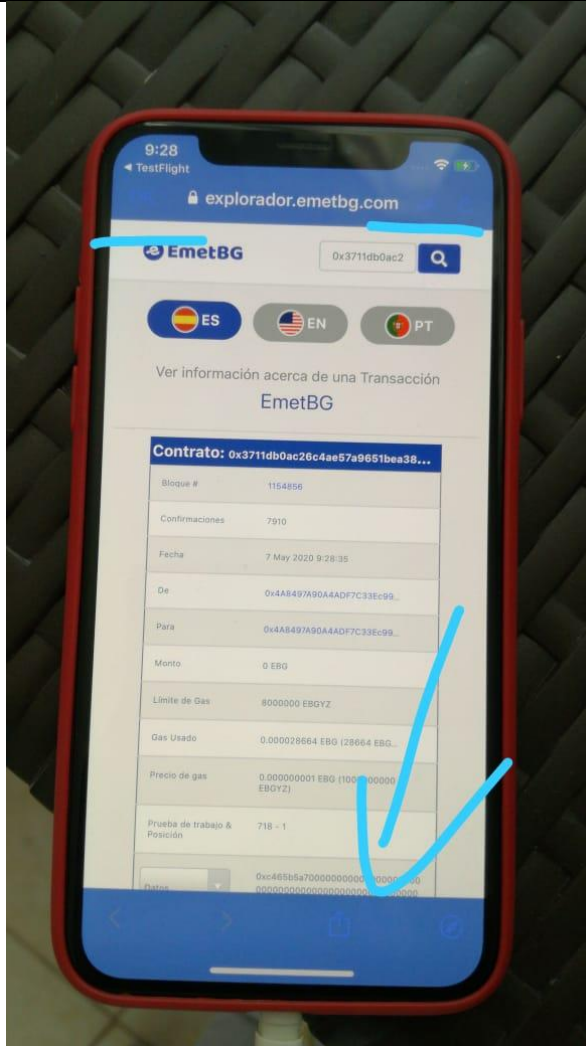 9:28
TestFlight
explorador.emetbg.com
EmetBG
0x3711db0ac2
ES
EN
PT
Ver información acerca de una Transacción
EmetBG
Contrato: 0x3711db0ac26c4ae57a9651bea38...
Bloque # 1154856
Confirmaciones 7910
Fecha 7 May 2020 9:28:35
De 0x4A8497A90A4ADF7C33Ec99...
Para 0x4A8497A90A4ADF7C33Ec99...
Monto 0 EBG
Límite de Gas 8000000 EBGYZ
Gas Usado 0.000028664 EBG (28664 EBG...
Precio de gas 0.000000001 EBG
EBGYZ)
Prueba de trabajo & 718 - 1
Posición
Datos